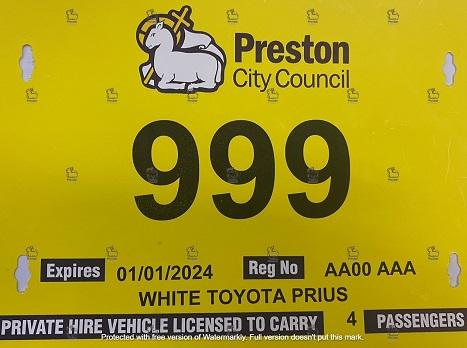 Preston
City Council
999
Expires 01/01/2024 Reg No AA00 AAA
WHITE TOYOTA PRIUS
PRIVATE HIRE VEHICLE LICENSED TO CARRY 4 PASSENGERS
Protected with free version of Watermarkly. Full version doesn't put this mark.